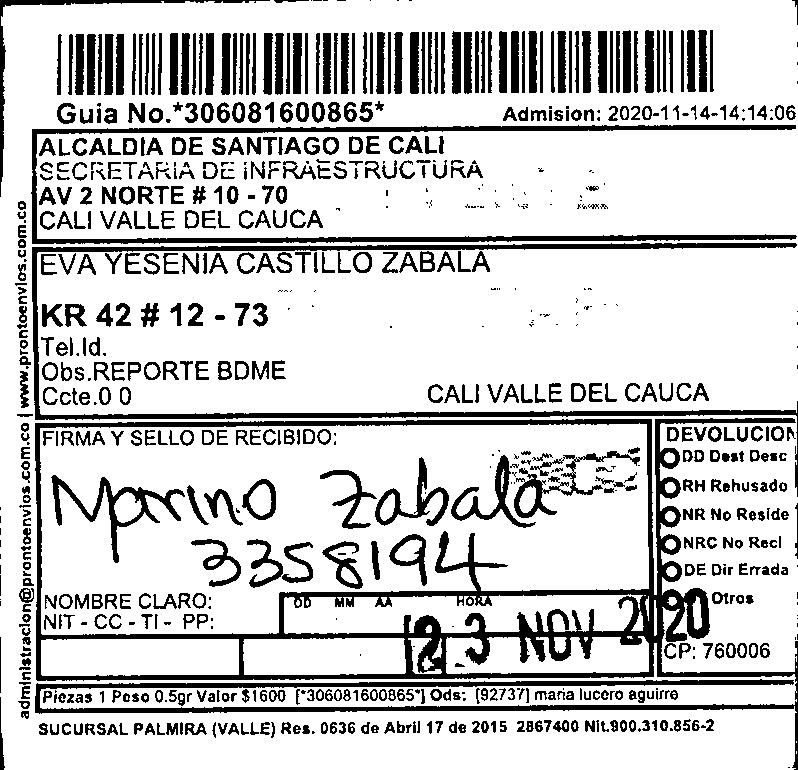 Guia No.*306081600865*
Admision: 2020-11-14-14:14:06
ALCALDIA DE SANTIAGO DE CALI
SECRETARIA DE INFRAESTRUCTURA
AV 2 NORTE # 10 - 70
CALI VALLE DEL CAUCA
EVA YESENIA CASTILLO ZABALA
KR 42 # 12 - 73
Tel.Id.
Obs.REPORTE BDME
Ccte.0 0
CALI VALLE DEL CAUCA
administracion@prontoenvios.com.co | www.prontoenvios.com.co
FIRMA Y SELLO DE RECIBIDO:
Marino Zabala
3358194
NOMBRE CLARO:
NIT - CC - TI - PP:
DD MM AA HORA
23 NOV 2020
DEVOLUCION
DD Dest Desc
RH Rehusado
NR No Reside
NRC No Recl
DE Dir Errada
Otros
CP: 760006
Piezas 1 Peso 0.5gr Valor $1600 [*306081600865*] Ods: [92737] maria lucero aguirre
SUCURSAL PALMIRA (VALLE) Res. 0636 de Abril 17 de 2015 2867400 Nit.900.310.856-2